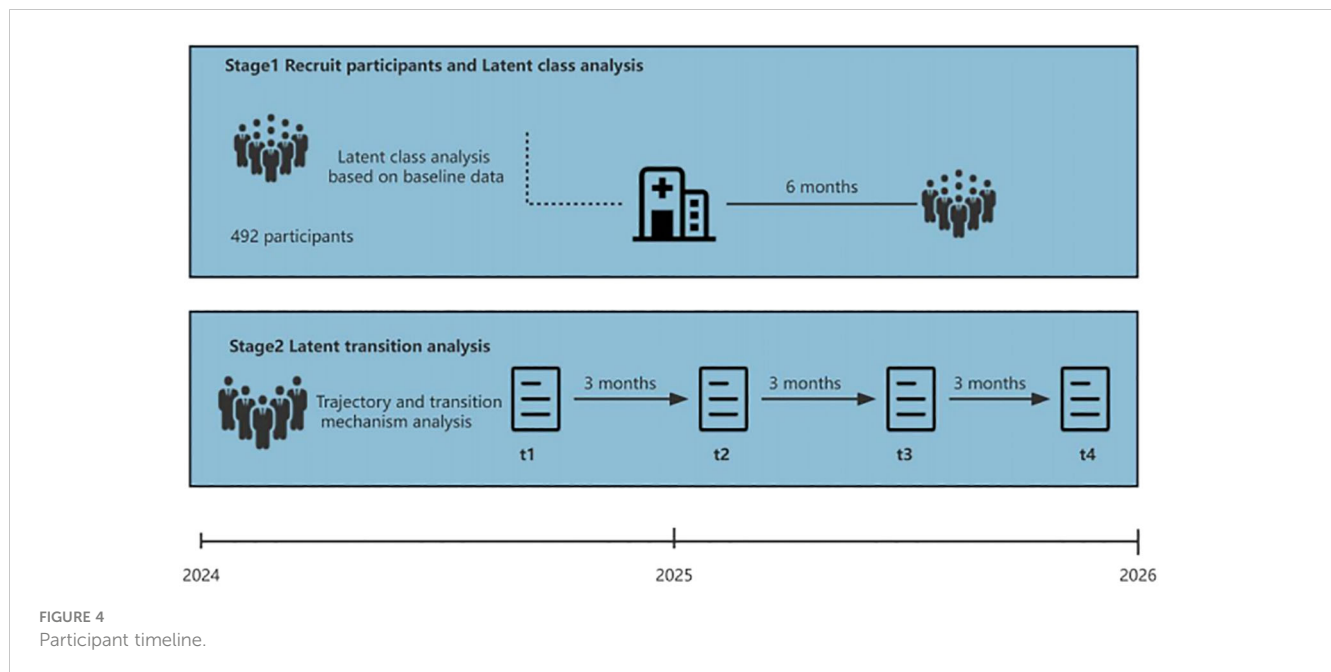 Stage1 Recruit participants and Latent class analysis
Latent class analysis
based on baseline data
6 months
492 participants
Stage2 Latent transition analysis
Trajectory and transition
mechanism analysis
3 months
3 months
3 months
t1
t2
t3
t4
2024
2025
2026
FIGURE 4
Participant timeline.